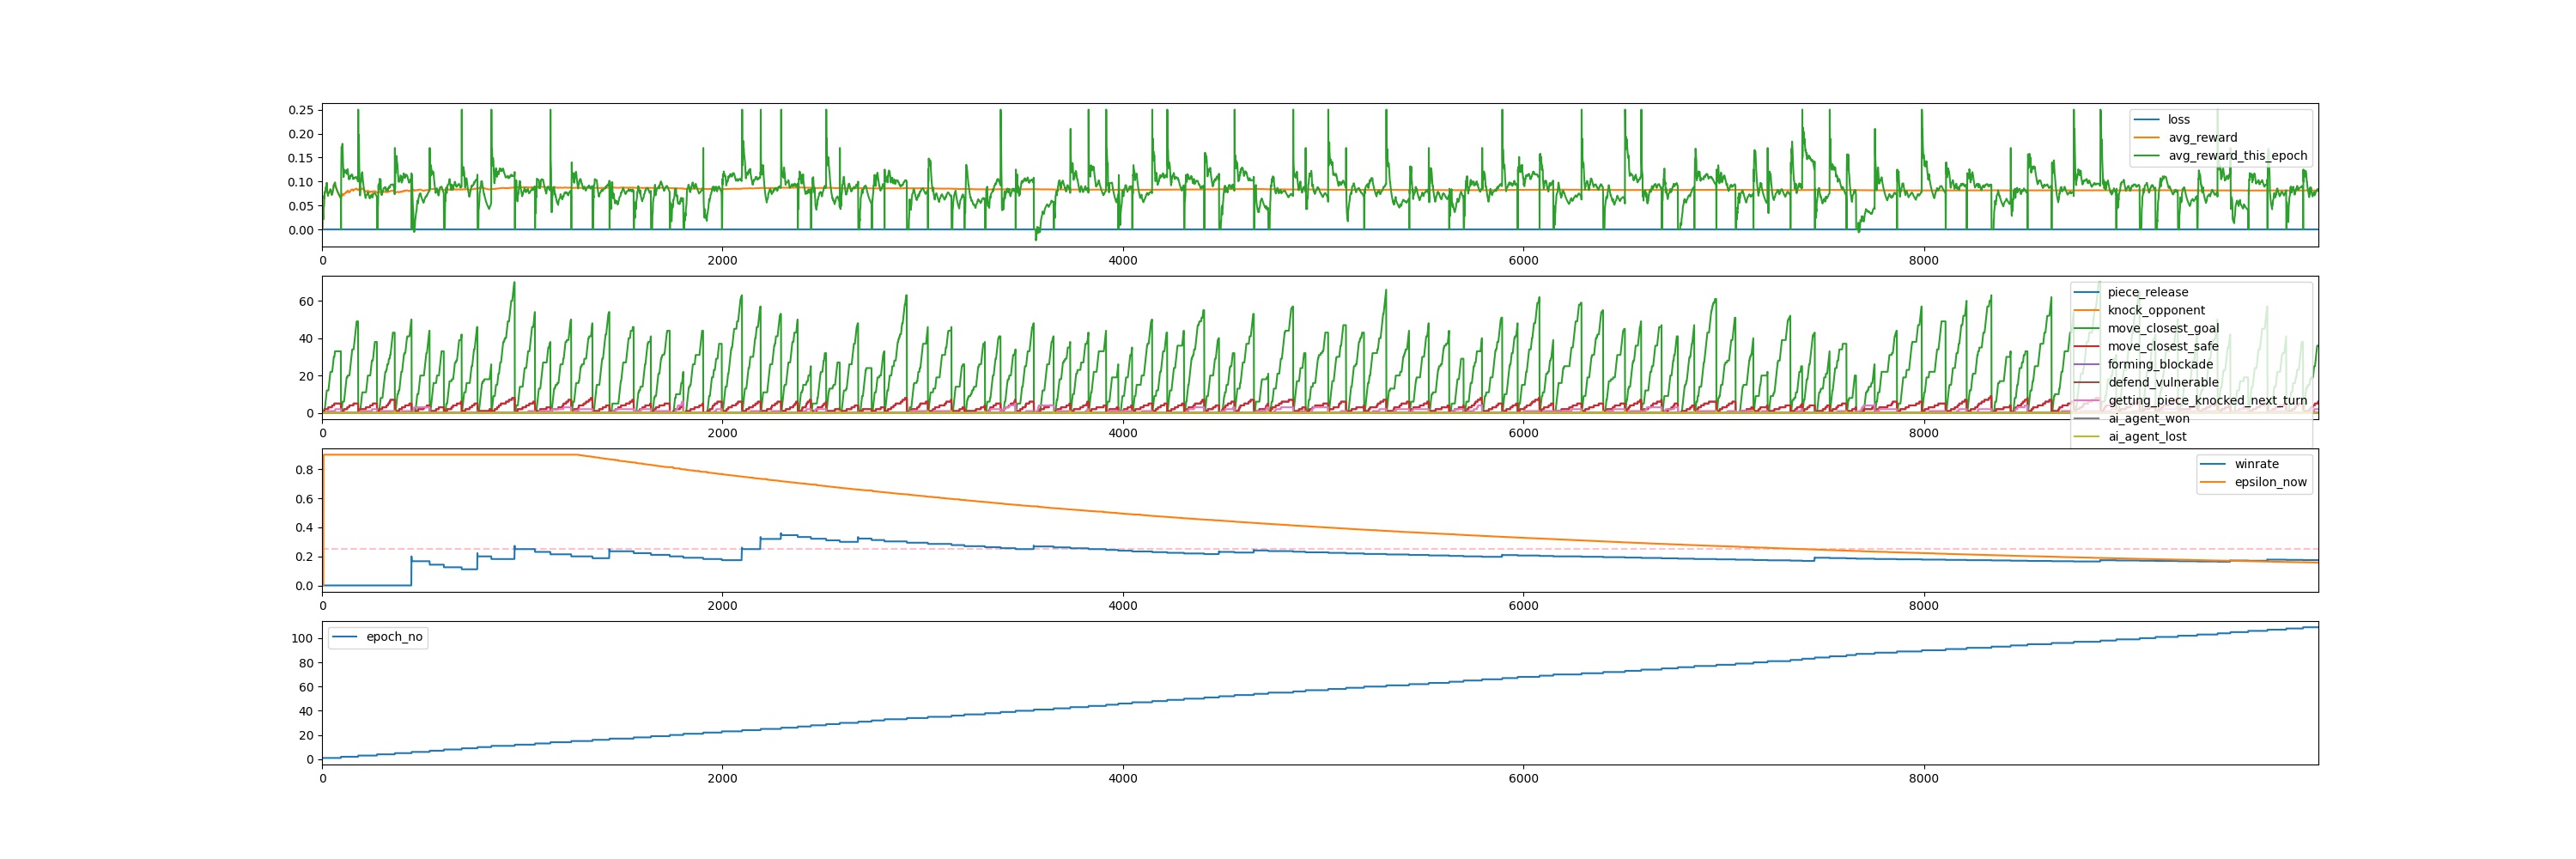 0.25
0.20
0.15
0.10
0.05
0.00
loss
avg_reward
avg_reward_this_epoch
0 2000 4000 6000 8000
60
40
20
0
piece_release
knock_opponent
move_closest_goal
move_closest_safe
forming_blockade
defend_vulnerable
getting_piece_knocked_next_turn
ai_agent_won
ai_agent_lost
0 2000 4000 6000 8000
0.8
0.6
0.4
0.2
0.0
winrate
epsilon_now
0 2000 4000 6000 8000
100
80
60
40
20
0
epoch_no
0 2000 4000 6000 8000